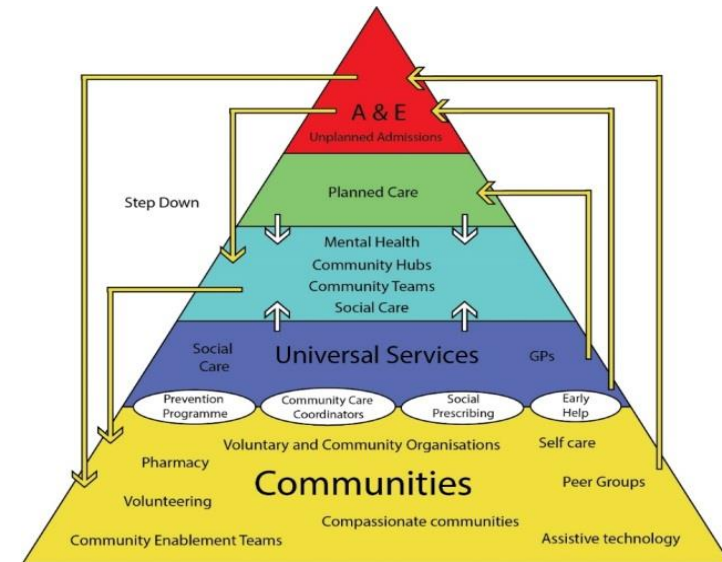 A & E
Unplanned Admissions
Planned Care
Step Down
Mental Health
Community Hubs
Community Teams
Social Care
Social
Care
Universal Services
GPs
Prevention
Programme
Community Care
Coordinators
Social
Prescribing
Early
Help
Voluntary and Community Organisations
Self care
Pharmacy
Communities
Peer Groups
Volunteering
Compassionate communities
Community Enablement Teams
Assistive technology